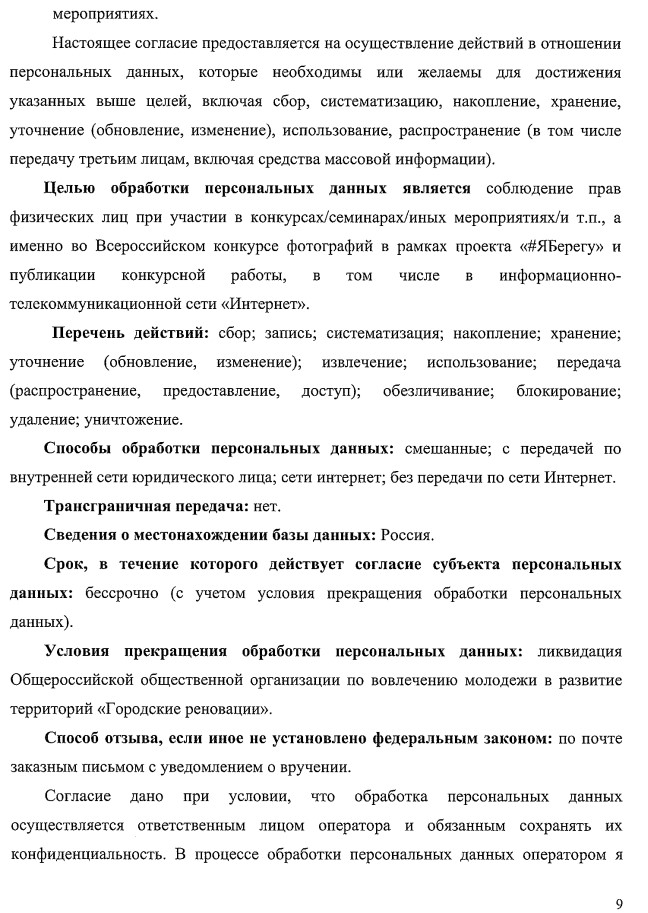 мероприятиях.
Настоящее согласие предоставляется на осуществление действий в отношении
персональных данных, которые необходимы или желаемы для достижения
указанных выше целей, включая сбор, систематизацию, накопление, хранение,
уточнение (обновление, изменение), использование, распространение (в том числе
передачу третьим лицам, включая средства массовой информации).
Целью обработки персональных данных является соблюдение прав
физических лиц при участии в конкурсах/семинарах/иных мероприятиях/и т.п., а
именно во Всероссийском конкурсе фотографий в рамках проекта «#ЯБерегу» и
публикации конкурсной работы, в том числе в информационно-
телекоммуникационной сети «Интернет».
Перечень действий: сбор; запись; систематизация; накопление; хранение;
уточнение (обновление, изменение); извлечение; использование; передача
(распространение, предоставление, доступ); обезличивание; блокирование;
удаление; уничтожение.
Способы обработки персональных данных: смешанные; с передачей по
внутренней сети юридического лица; сети интернет; без передачи по сети Интернет.
Трансграничная передача: нет.
Сведения о местонахождении базы данных: Россия.
Срок, в течение которого действует согласие субъекта персональных
данных: бессрочно (с учетом условия прекращения обработки персональных
данных).
Условия прекращения обработки персональных данных: ликвидация
Общероссийской общественной организации по вовлечению молодежи в развитие
территорий «Городские реновации».
Способ отзыва, если иное не установлено федеральным законом: по почте
заказным письмом с уведомлением о вручении.
Согласие дано при условии, что обработка персональных данных
осуществляется ответственным лицом оператора и обязанным сохранять их
конфиденциальность. В процессе обработки персональных данных оператором я
9